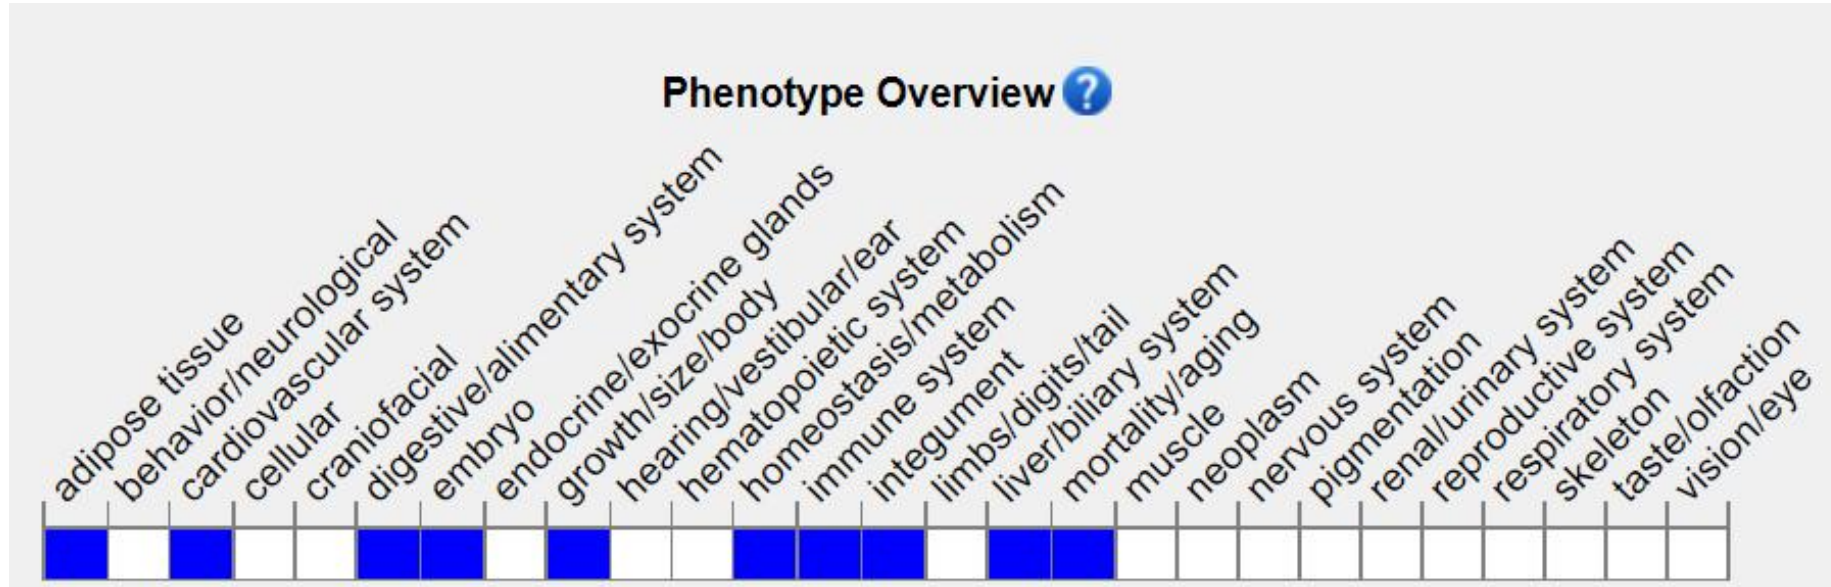 Phenotype Overview ?
adipose tissue
behavior/neurological
cardiovascular system
cellular
craniofacial
digestive/alimentary system
embryo
endocrine/exocrine glands
growth/size/body
hearing/vestibular/ear
hematopoietic system
homeostasis/metabolism
immune system
integument
limbs/digits/tail
liver/biliary system
mortality/aging
muscle
neoplasm
nervous system
pigmentation
renal/urinary system
reproductive system
respiratory system
skeleton
taste/olfaction
vision/eye